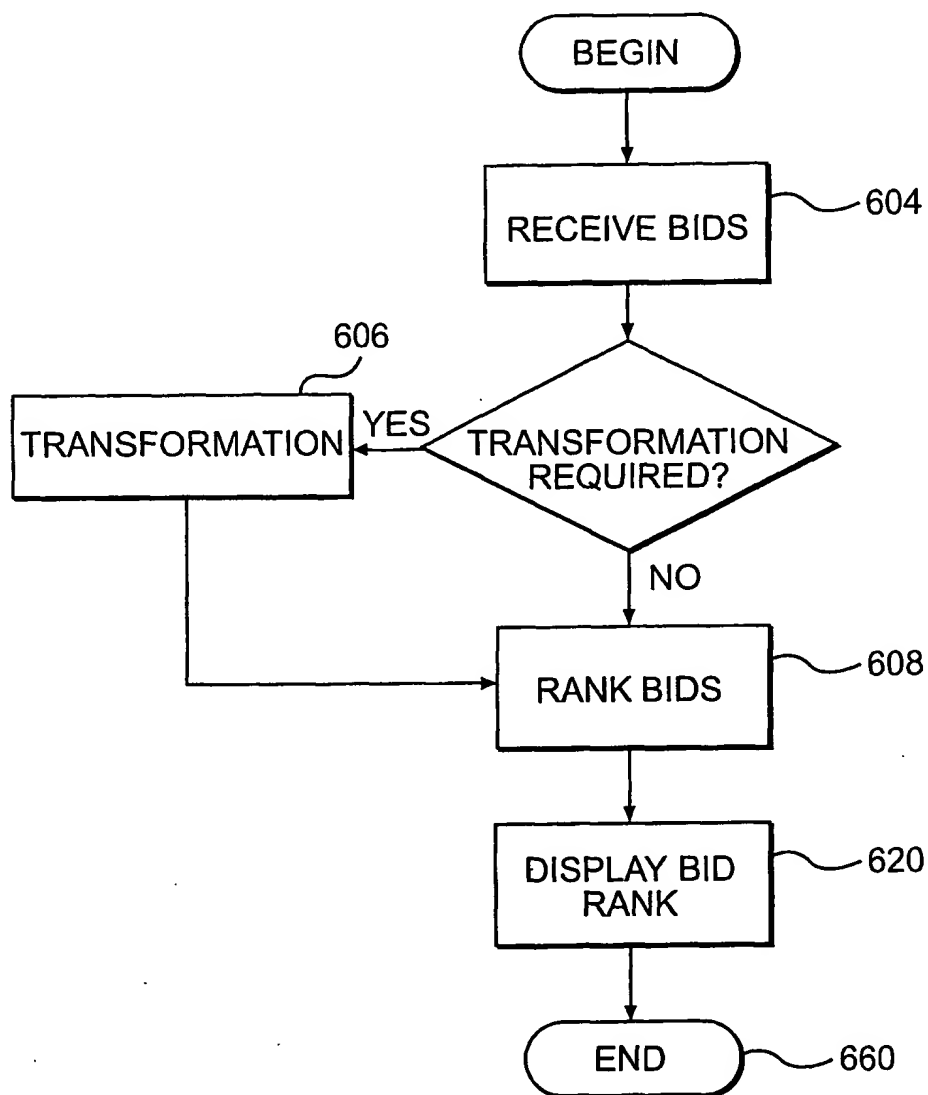 BEGIN
RECEIVE BIDS
604
606
TRANSFORMATION
YES
TRANSFORMATION
REQUIRED?
NO
RANK BIDS
608
DISPLAY BID
RANK
620
END
660